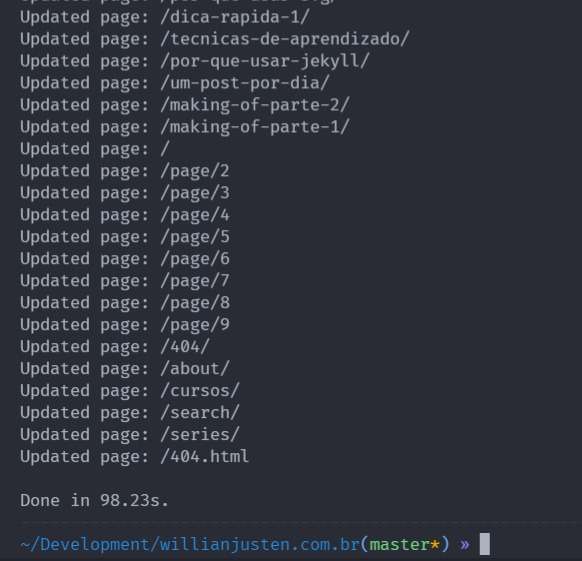 Updated page: /dica-rapida-1/
Updated page: /tecnicas-de-aprendizado/
Updated page: /por-que-usar-jekyll/
Updated page: /um-post-por-dia/
Updated page: /making-of-parte-2/
Updated page: /making-of-parte-1/
Updated page: /
Updated page: /page/2
Updated page: /page/3
Updated page: /page/4
Updated page: /page/5
Updated page: /page/6
Updated page: /page/7
Updated page: /page/8
Updated page: /page/9
Updated page: /404/
Updated page: /about/
Updated page: /cursos/
Updated page: /search/
Updated page: /series/
Updated page: /404.html
Done in 98.23s.
~/Development/willianjusten.com.br(master*) »